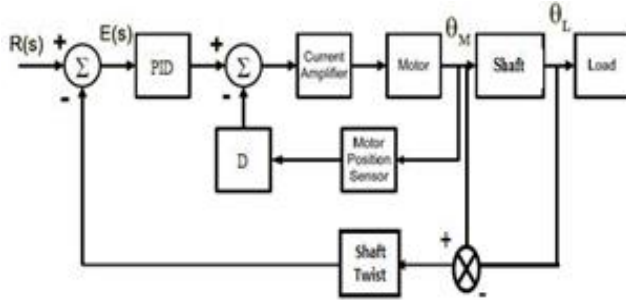 R(s)
+
Σ
-
E(s)
PID
+
Σ
-
Current
Amplifier
Motor
θM
Shaft
θL
Load
D
Motor
Position
Sensor
Shaft
Twist
+
-